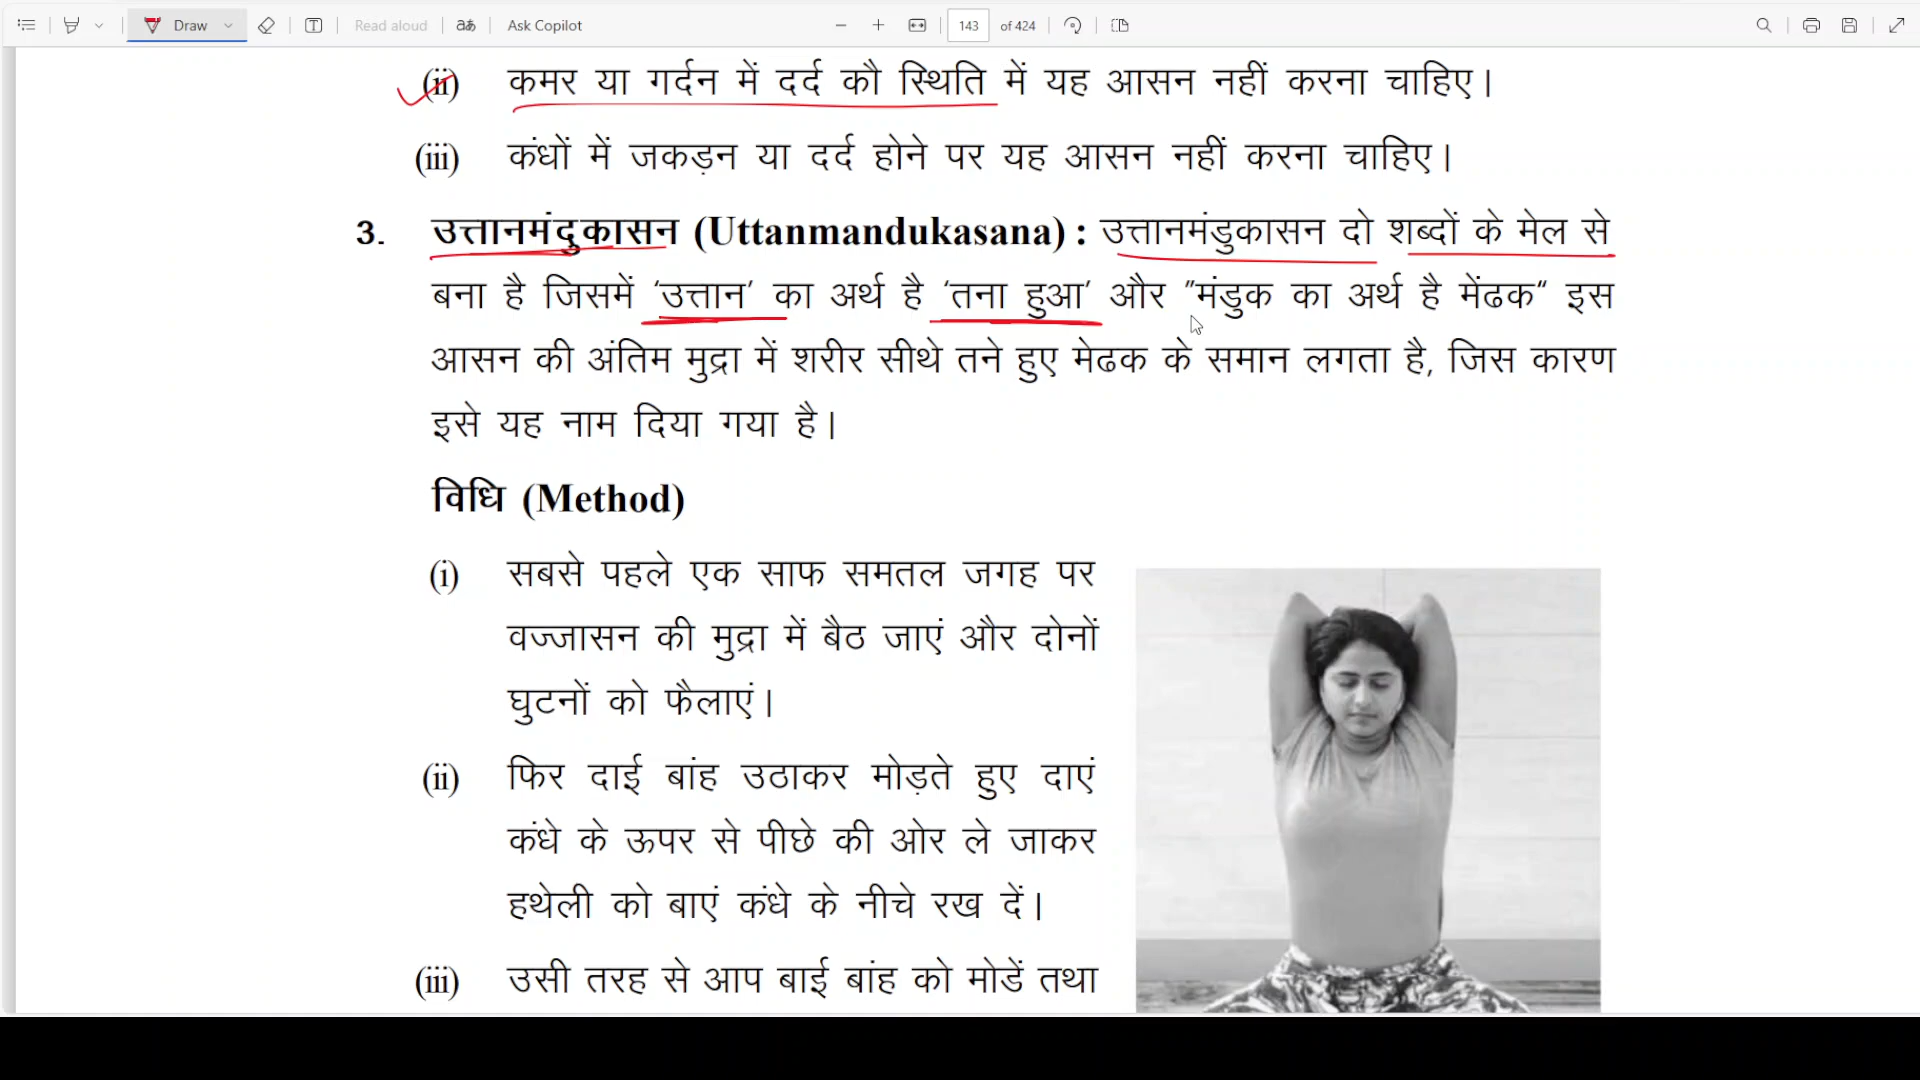 Draw
Read aloud
Ask Copilot
143
of 424
(ii) कमर या गर्दन में दर्द कौ स्थिति में यह आसन नहीं करना चाहिए।
(iii) कंधों में जकड़न या दर्द होने पर यह आसन नहीं करना चाहिए।
3. उत्तानमंदुकासन (Uttanmandukasana) : उत्तानमंडुकासन दो शब्दों के मेल से
बना है जिसमें ‘उत्तान’ का अर्थ है ‘तना हुआ’ और ”मंडुक का अर्थ है मेंढक“ इस
आसन की अंतिम मुद्रा में शरीर सीथे तने हुए मेढक के समान लगता है, जिस कारण
इसे यह नाम दिया गया है।
विधि (Method)
(i) सबसे पहले एक साफ समतल जगह पर
वज्जासन की मुद्रा में बैठ जाएं और दोनों
घुटनों को फैलाएं।
(ii) फिर दाई बांह उठाकर मोड़ते हुए दाएं
कंधे के ऊपर से पीछे की ओर ले जाकर
हथेली को बाएं कंधे के नीचे रख दें।
(iii) उसी तरह से आप बाई बांह को मोडें तथा